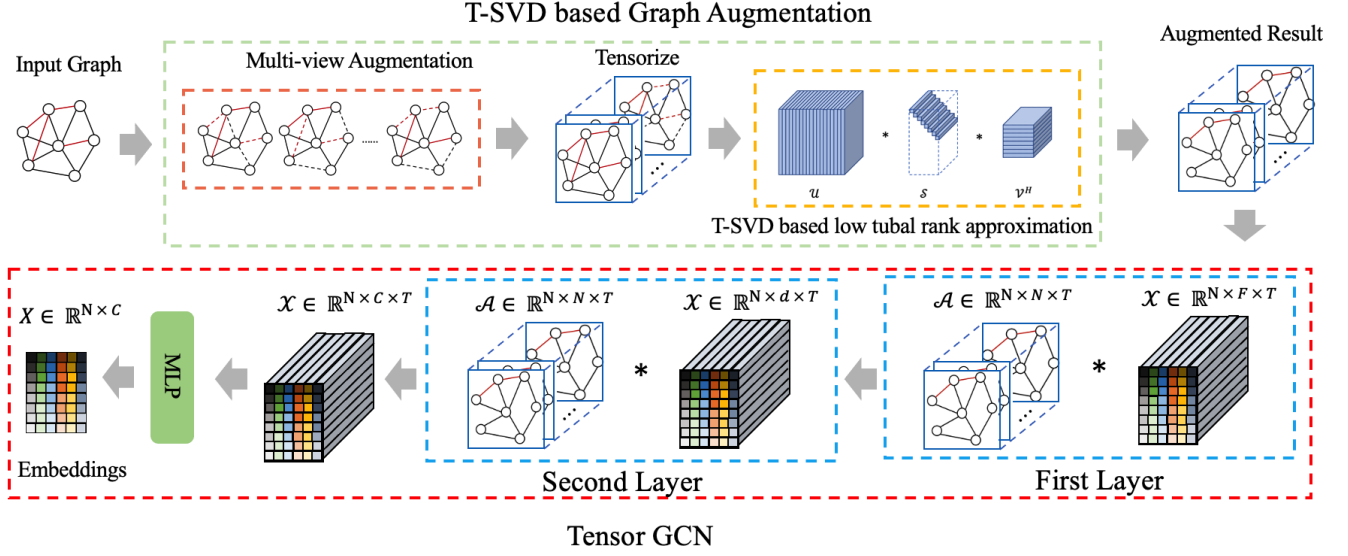 T-SVD based Graph Augmentation
Input Graph
Multi-view Augmentation
Tensorize
Augmented Result
......
...
* *
𝒰 𝒮 𝒱ᴴ
...
T-SVD based low tubal rank approximation
X ∈ ℝ^{N × C}
𝒳 ∈ ℝ^{N × C × T}
𝒜 ∈ ℝ^{N × N × T}
𝒳 ∈ ℝ^{N × d × T}
𝒜 ∈ ℝ^{N × N × T}
𝒳 ∈ ℝ^{N × F × T}
MLP
*
*
...
...
Embeddings
Second Layer
First Layer
Tensor GCN